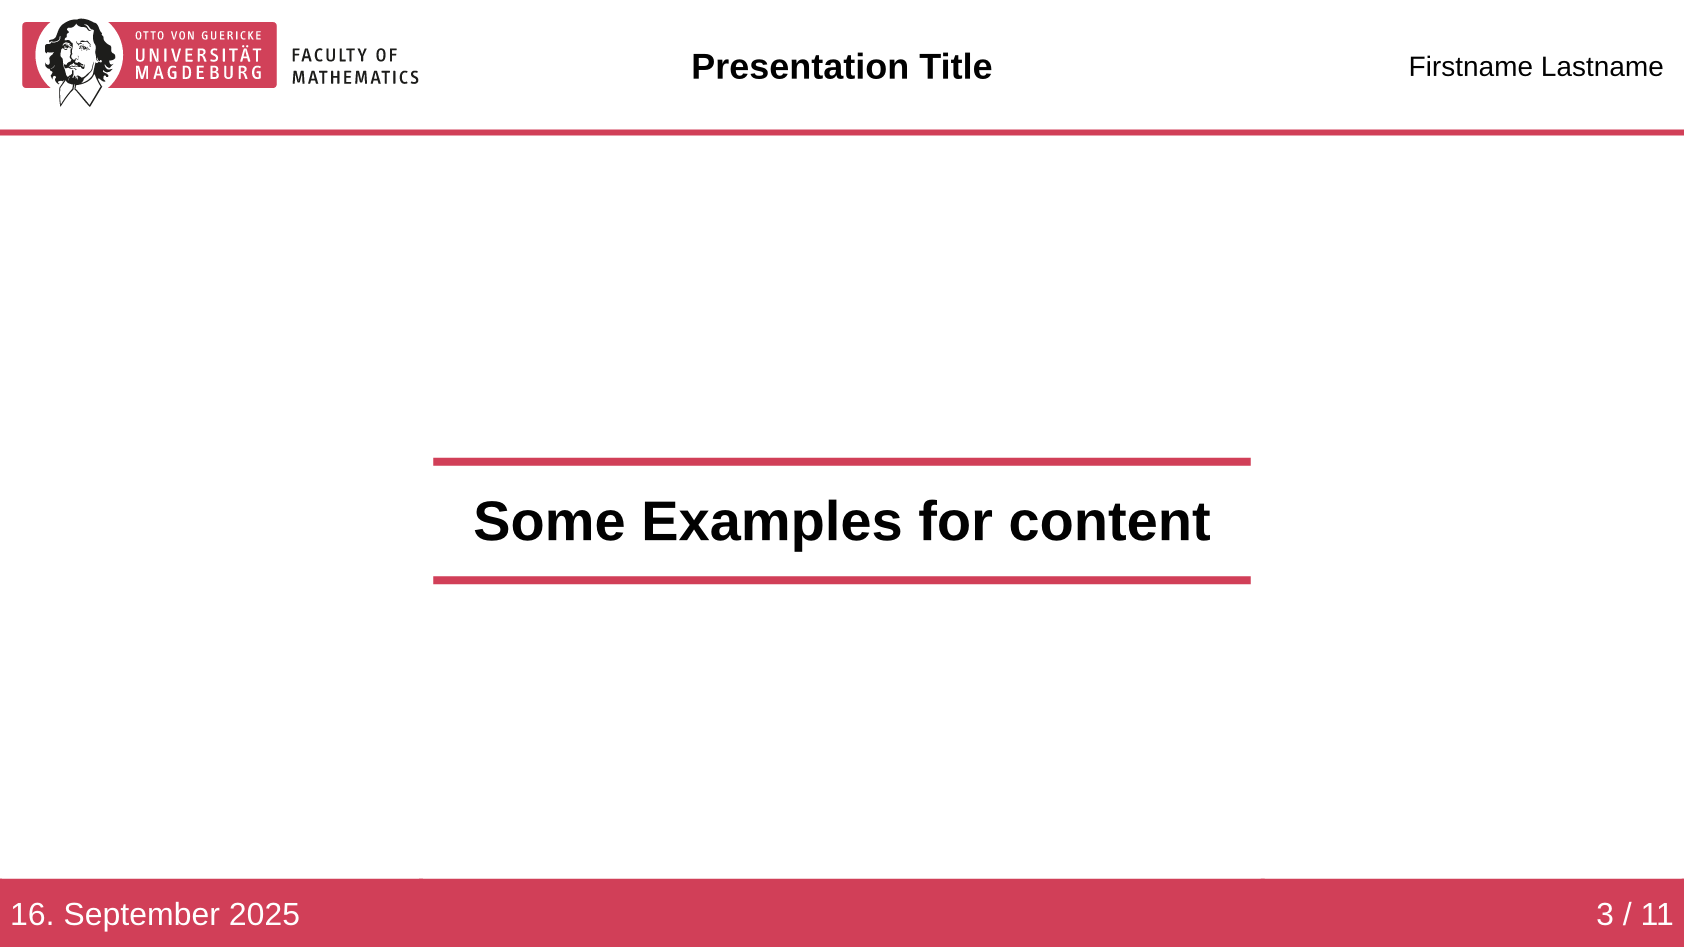 OTTO VON GUERICKE
UNIVERSITÄT
MAGDEBURG
FACULTY OF
MATHEMATICS
Presentation Title
Firstname Lastname
Some Examples for content
16. September 2025
3 / 11